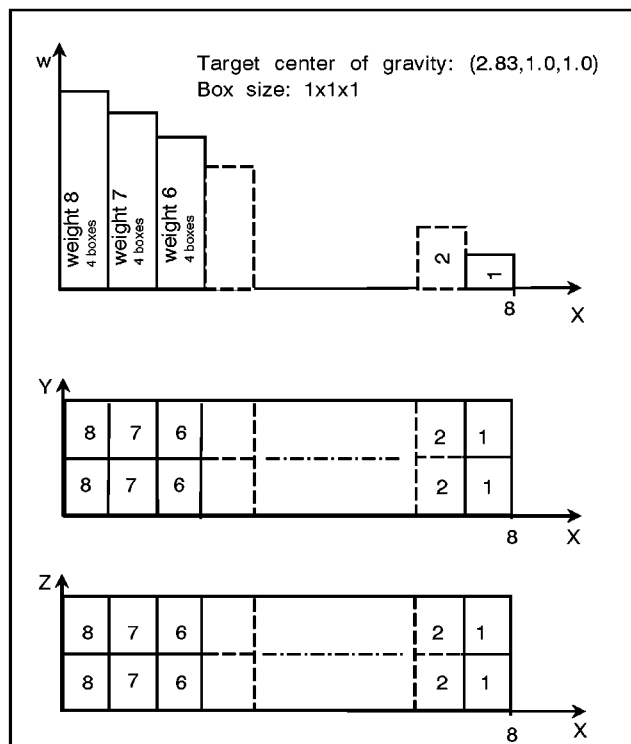 w
Target center of gravity: (2.83,1.0,1.0)
Box size: 1x1x1
weight 8
4 boxes
weight 7
4 boxes
weight 6
4 boxes
2
1
8
X
Y
8 7 6 2 1
8 7 6 2 1
8
X
Z
8 7 6 2 1
8 7 6 2 1
8
X